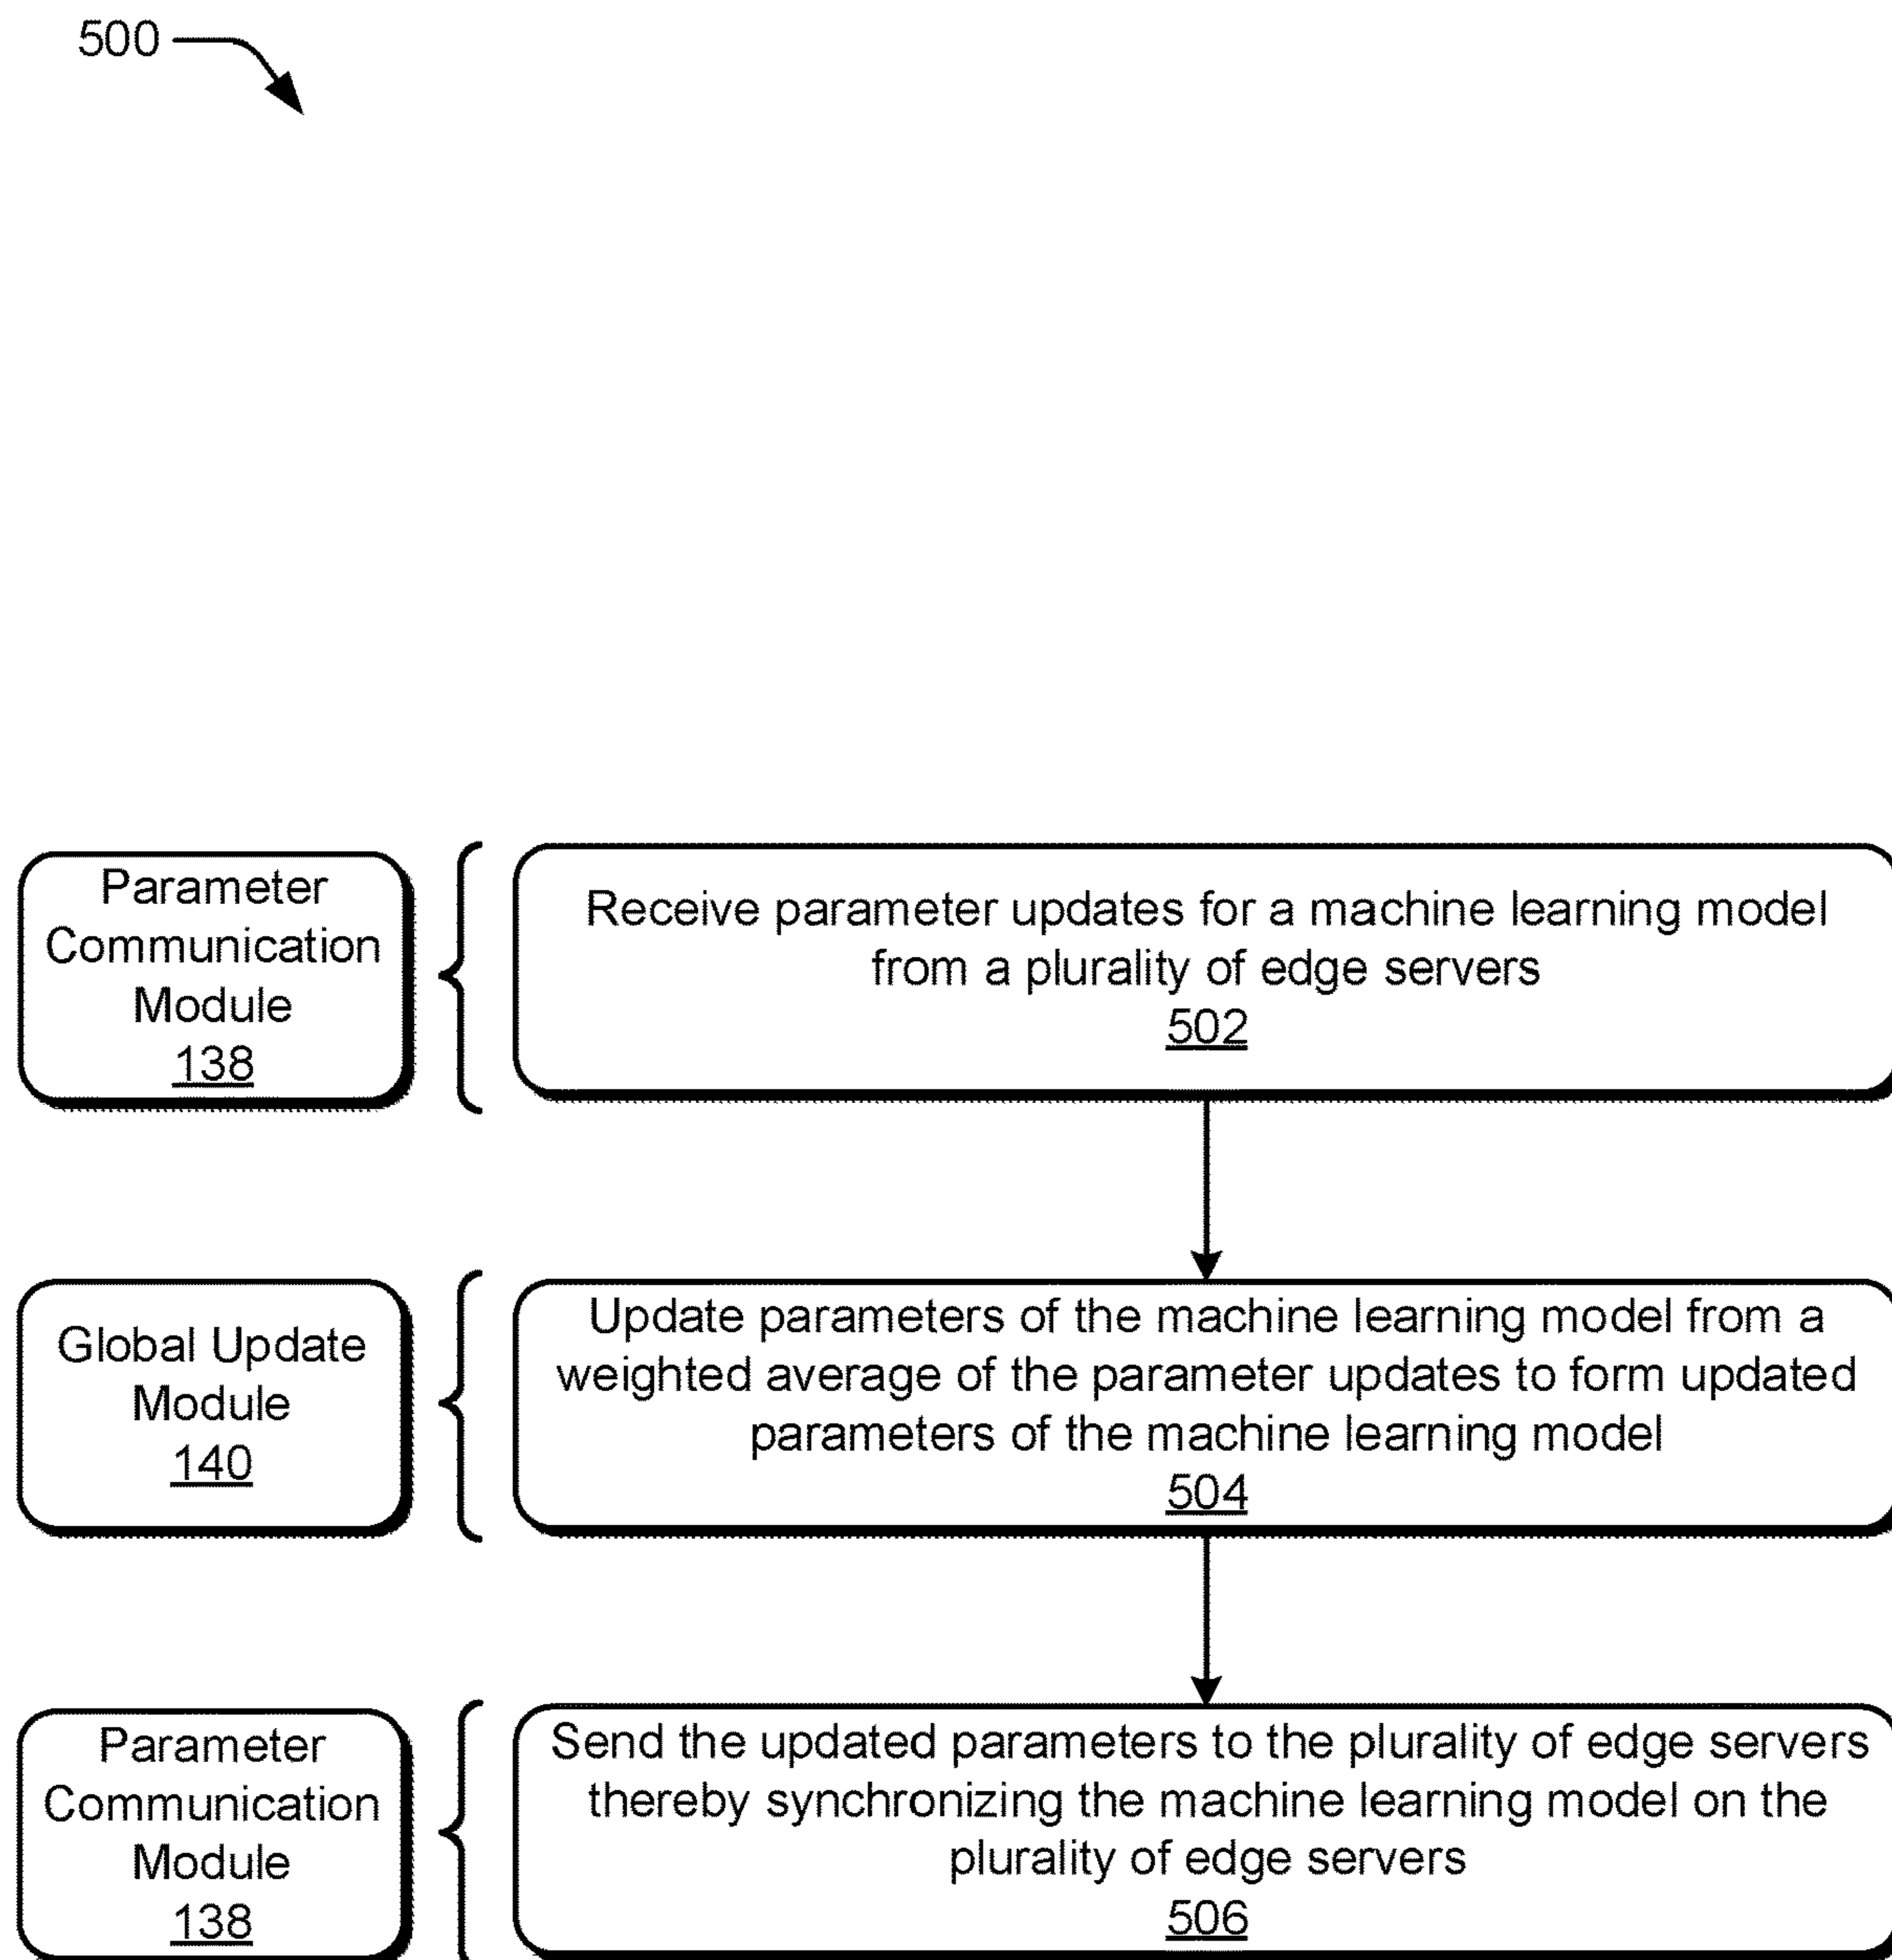 500
Parameter
Communication
Module
138
Receive parameter updates for a machine learning model
from a plurality of edge servers
502
Global Update
Module
140
Update parameters of the machine learning model from a
weighted average of the parameter updates to form updated
parameters of the machine learning model
504
Parameter
Communication
Module
138
Send the updated parameters to the plurality of edge servers
thereby synchronizing the machine learning model on the
plurality of edge servers
506